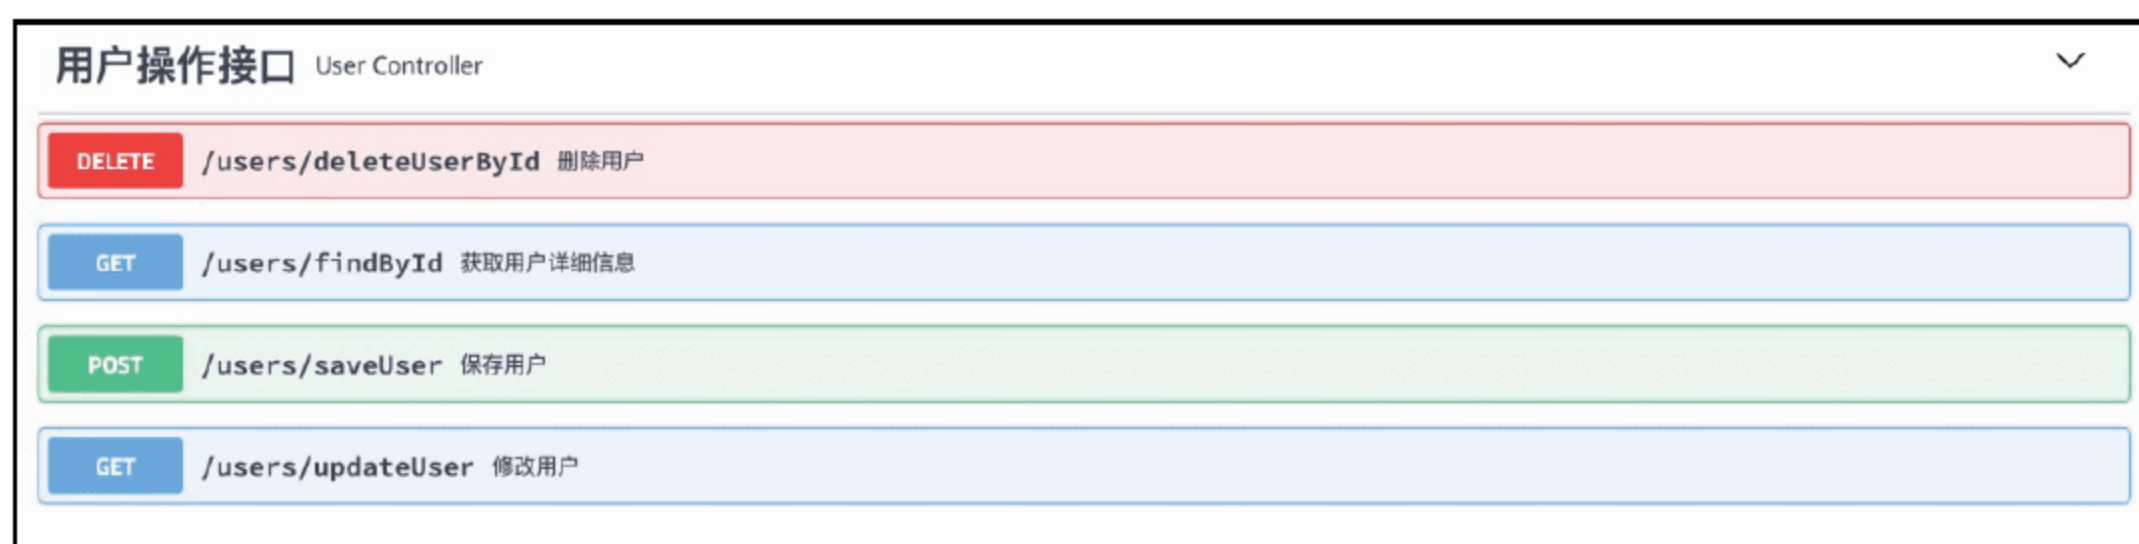 用户操作接口 User Controller
DELETE /users/deleteUserById 删除用户
GET /users/findById 获取用户详细信息
POST /users/saveUser 保存用户
GET /users/updateUser 修改用户